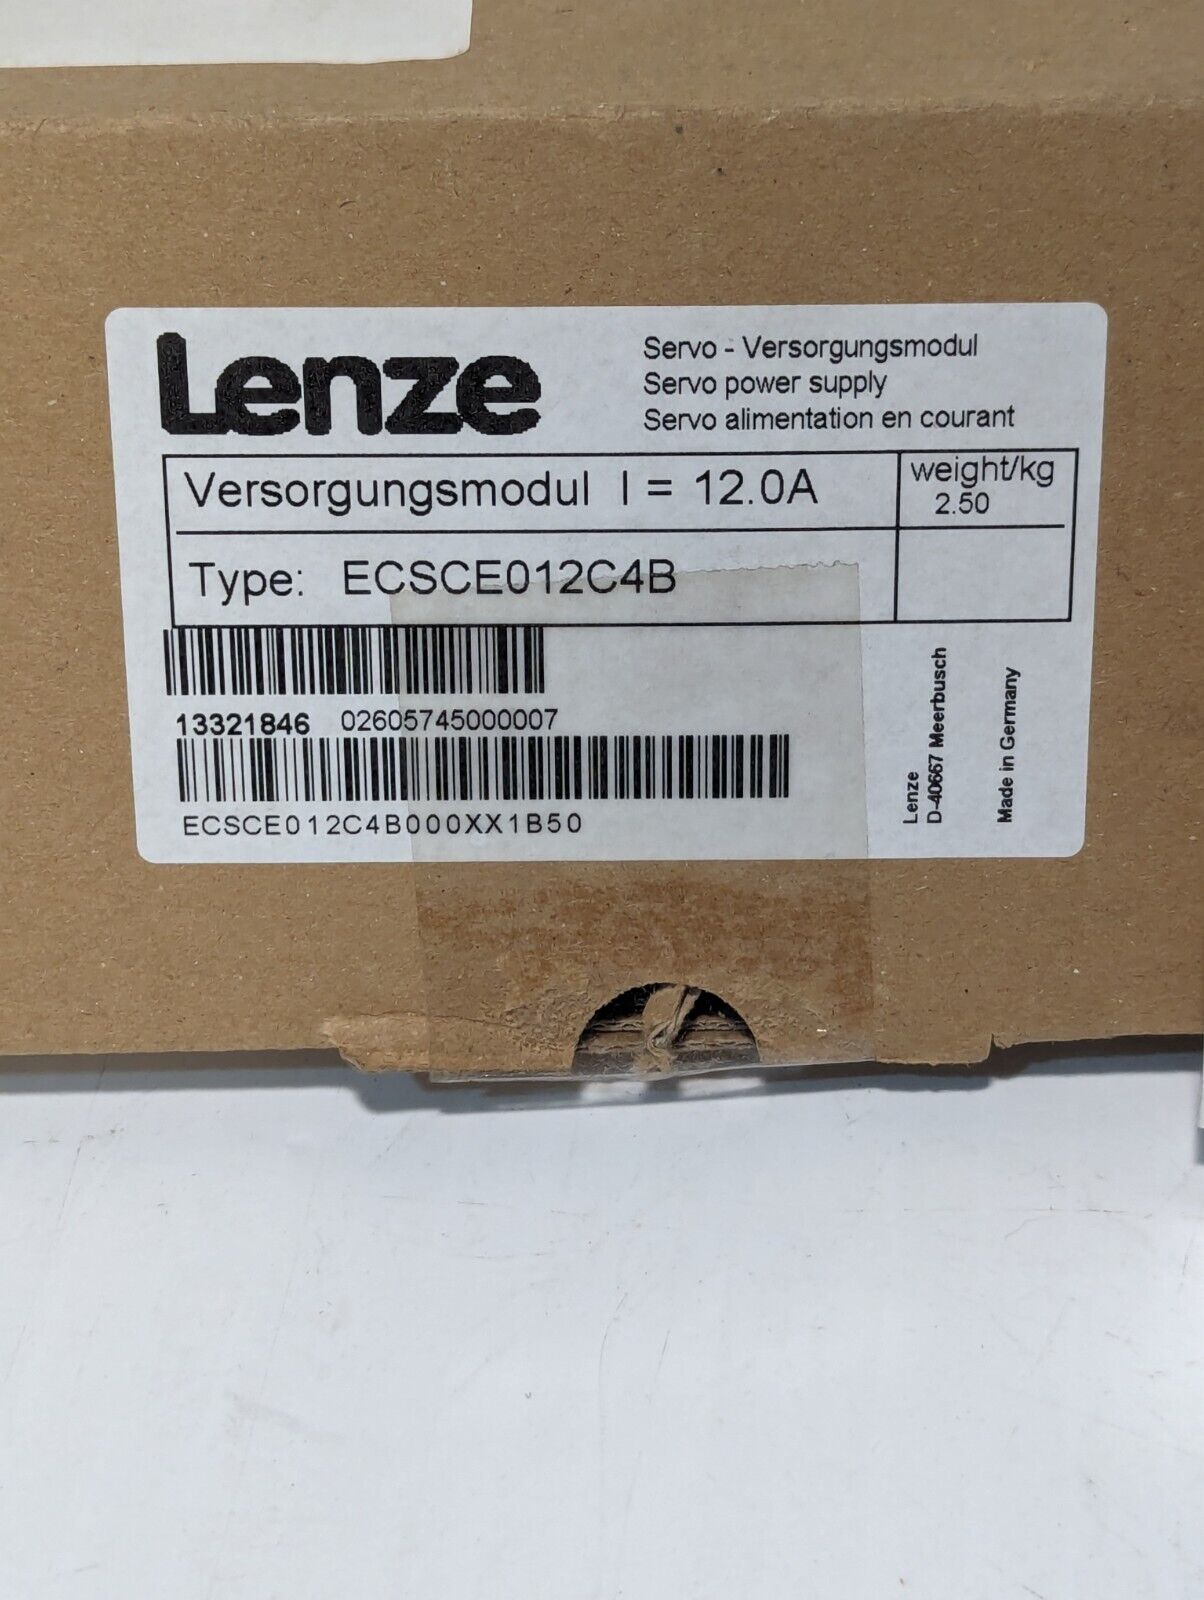 Lenze
Servo - Versorgungsmodul
Servo power supply
Servo alimentation en courant
Versorgungsmodul I = 12.0A
weight/kg
2.50
Type: ECSCE012C4B
13321846 02605745000007
ECSCE012C4B000XX1B50
Lenze
D-40667 Meerbusch
Made in Germany